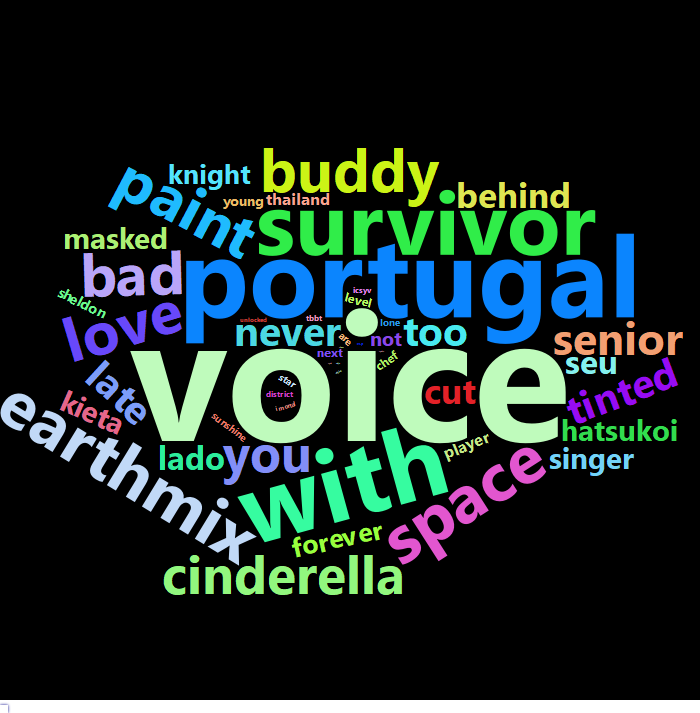 buddy
knight
behind
paint
young
thailand
survivor
masked
portugal
bad
sheldon
icsyv
level
love
unlocked
tbbt
lone
never
are
not
too
senior
next
voice
chef
seu
late
star
cut
tinted
kieta
district
imortal
earthmix
sunshine
hatsukoi
lado
you
player
singer
with
space
forever
cinderella